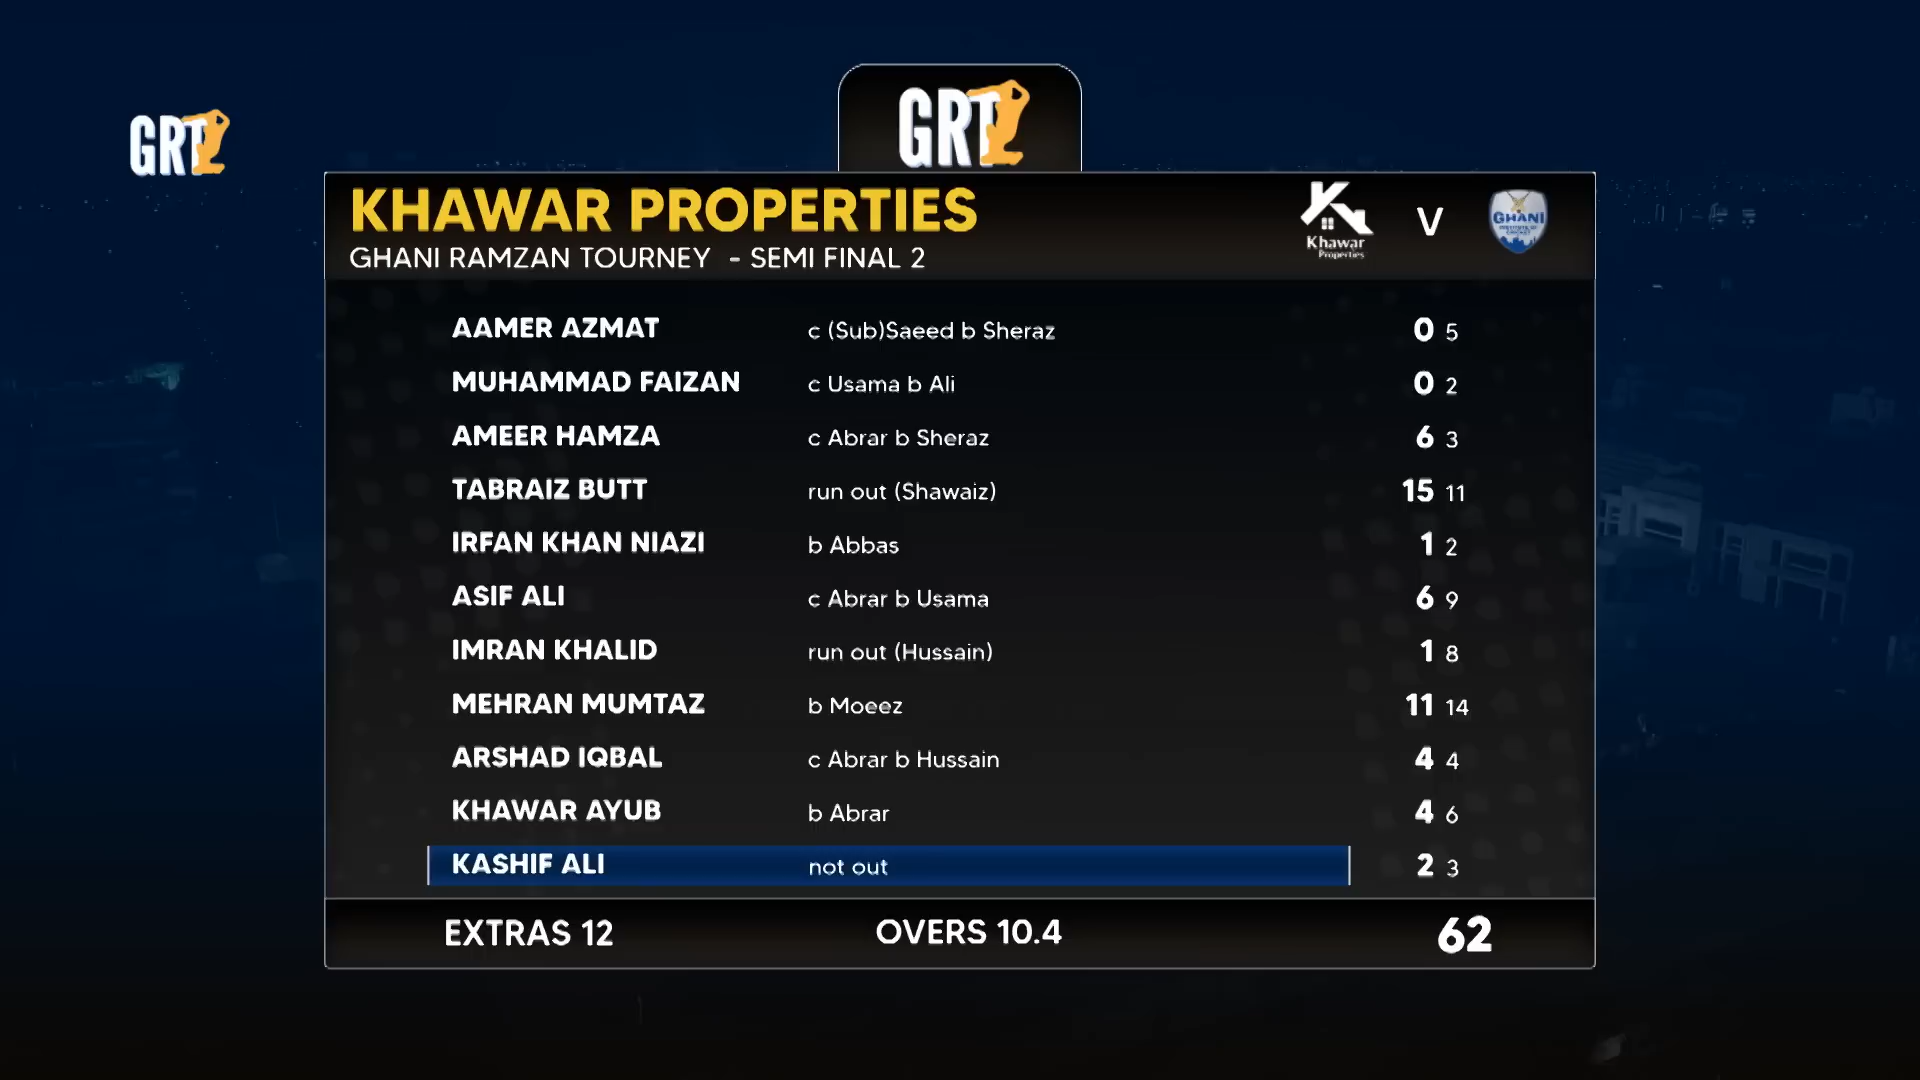 GRT
GRT
KHAWAR PROPERTIES
GHANI RAMZAN TOURNEY - SEMI FINAL 2
Khawar
Properties
V
GHANI
AAMER AZMAT c (Sub)Saeed b Sheraz 0 5
MUHAMMAD FAIZAN c Usama b Ali 0 2
AMEER HAMZA c Abrar b Sheraz 6 3
TABRAIZ BUTT run out (Shawaiz) 15 11
IRFAN KHAN NIAZI b Abbas 1 2
ASIF ALI c Abrar b Usama 6 9
IMRAN KHALID run out (Hussain) 1 8
MEHRAN MUMTAZ b Moeez 11 14
ARSHAD IQBAL c Abrar b Hussain 4 4
KHAWAR AYUB b Abrar 4 6
KASHIF ALI not out 2 3
EXTRAS 12 OVERS 10.4 62